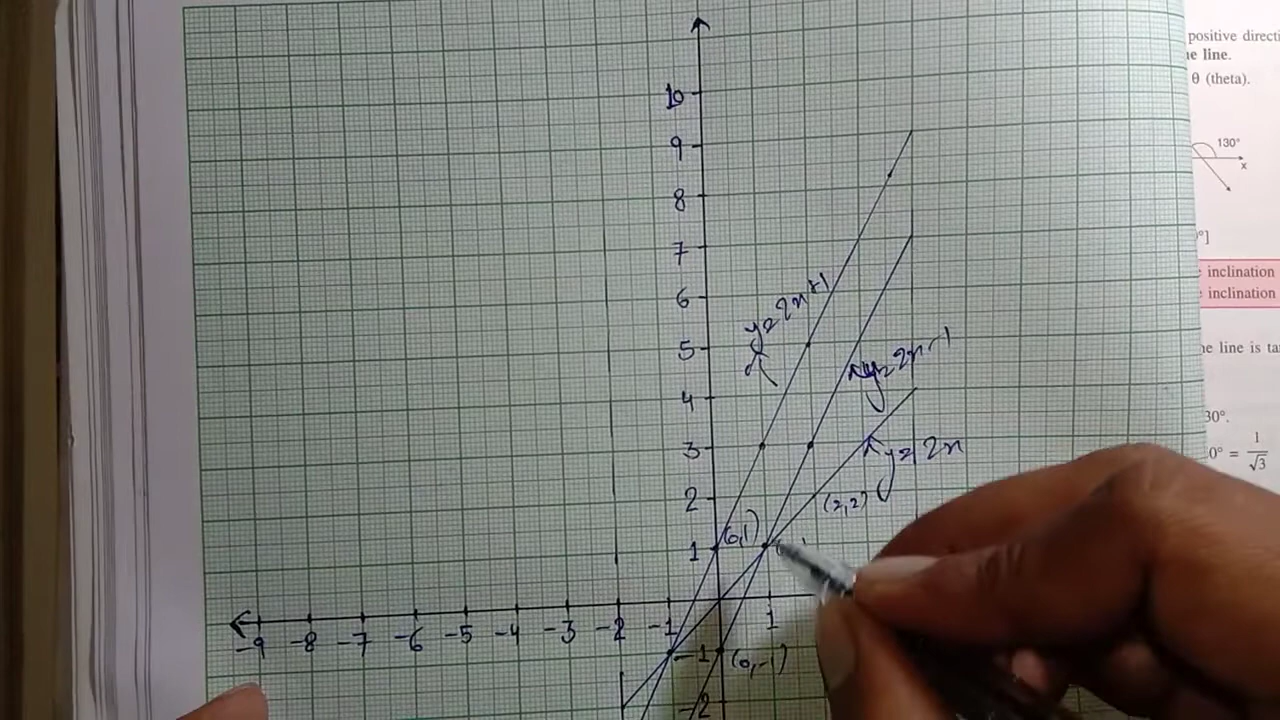 10
9
8
7
6
5
4
3
2
1
-9 -8 -7 -6 -5 -4 -3 -2 -1 1
-1
-2
y=2x+1
y=2x-1
y=2x
(2,2)
(0,1)
(0,-1)
positive directi
e line.
θ (theta).
130°
x
°]
inclination
inclination
e line is ta
30°.
0° = 1/√3